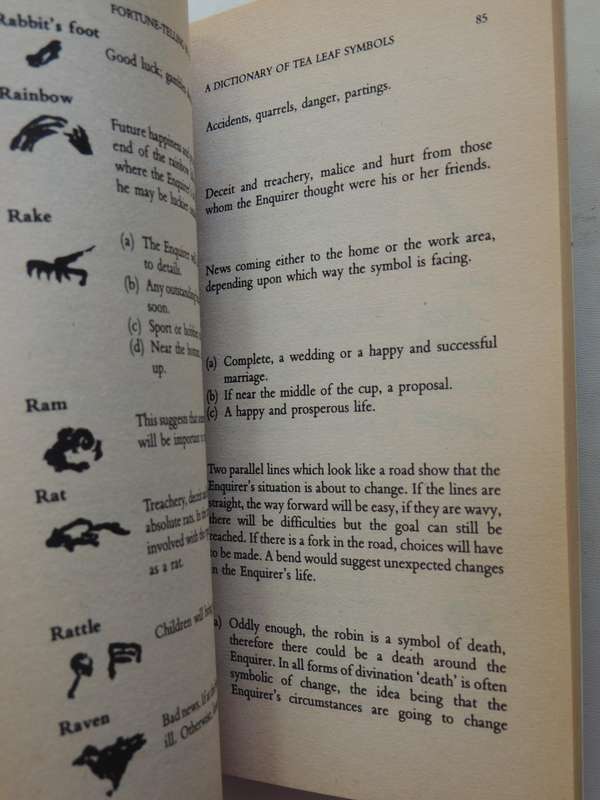 FORTUNE-TELLING
Rabbit's foot
Good luck;
Rainbow
Future happiness
end of the rainbow
where the Enquirer
he may be luckier
Rake
(a) The Enquirer
to details.
(b) Any outstanding
soon.
(c) Sport or
(d) Near the
up.
Ram
This suggests that
will be important
Rat
Treachery, deceit
absolute rats.
involved with
as a rat.
Rattle
Children will
Raven
Bad news.
ill. Otherwise,
85
A DICTIONARY OF TEA LEAF SYMBOLS
Accidents, quarrels, danger, partings.
Deceit and treachery, malice and hurt from those
whom the Enquirer thought were his or her friends.
News coming either to the home or the work area,
depending upon which way the symbol is facing.
(a) Complete, a wedding or a happy and successful
marriage.
(b) If near the middle of the cup, a proposal.
(c) A happy and prosperous life.
Two parallel lines which look like a road show that the
Enquirer's situation is about to change. If the lines are
straight, the way forward will be easy, if they are wavy,
there will be difficulties but the goal can still be
reached. If there is a fork in the road, choices will have
to be made. A bend would suggest unexpected changes
in the Enquirer's life.
a) Oddly enough, the robin is a symbol of death,
therefore there could be a death around the
Enquirer. In all forms of divination 'death' is often
symbolic of change, the idea being that the
Enquirer's circumstances are going to change